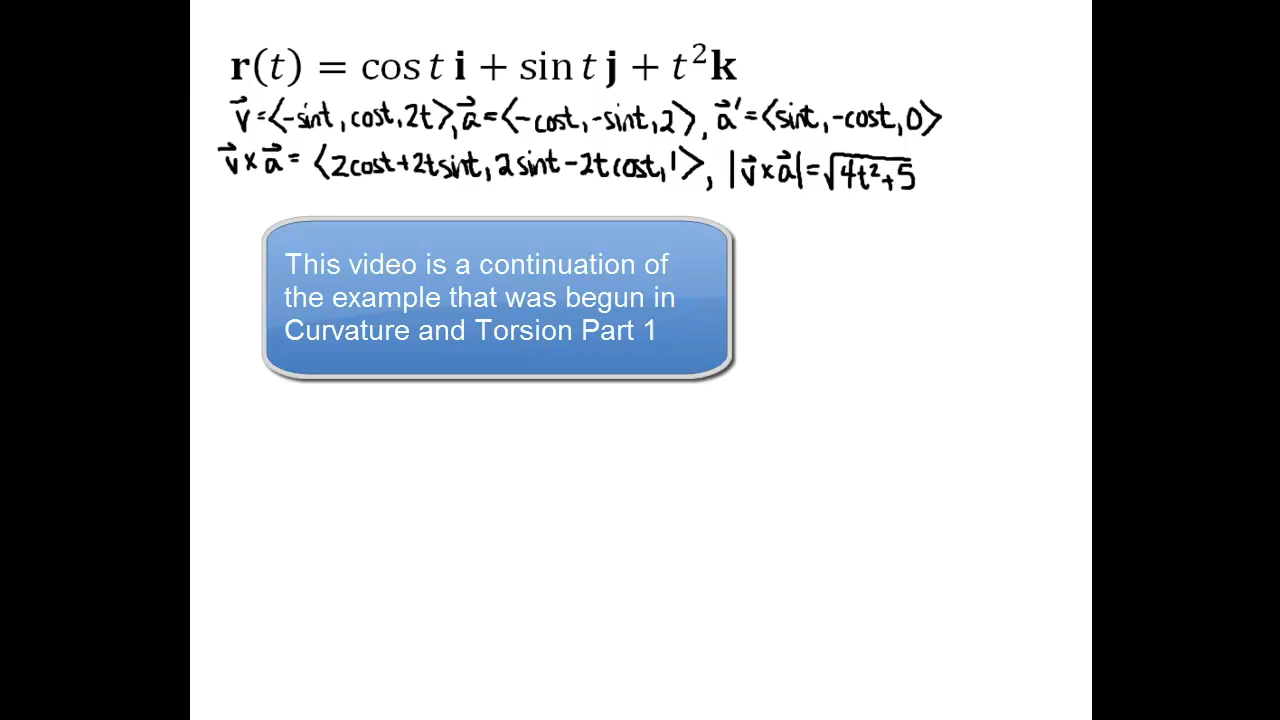 r(t) = cos t i + sin t j + t²k
v⃗ = ⟨-sint, cost, 2t⟩, a⃗ = ⟨-cost, -sint, 2⟩, a⃗' = ⟨sint, -cost, 0⟩
v⃗ × a⃗ = ⟨2cost+2tsint, 2sint-2tcost, 1⟩, |v⃗ × a⃗| = √4t²+5
This video is a continuation of
the example that was begun in
Curvature and Torsion Part 1